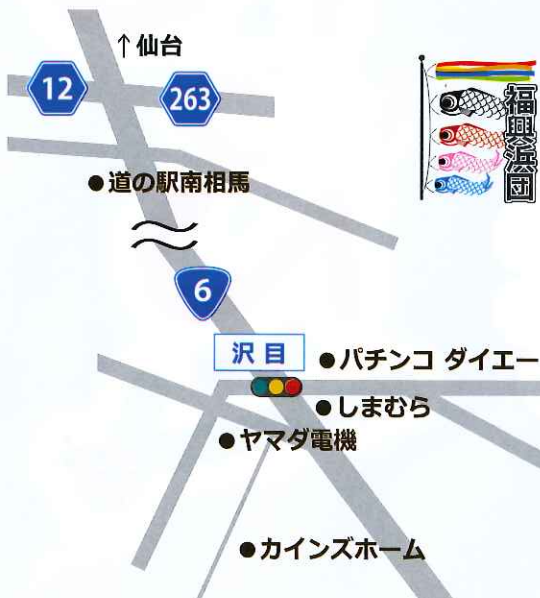 ↑仙台
12
263
福興浜団
●道の駅南相馬
6
沢目
●パチンコ ダイエー
●しまむら
●ヤマダ電機
●カインズホーム